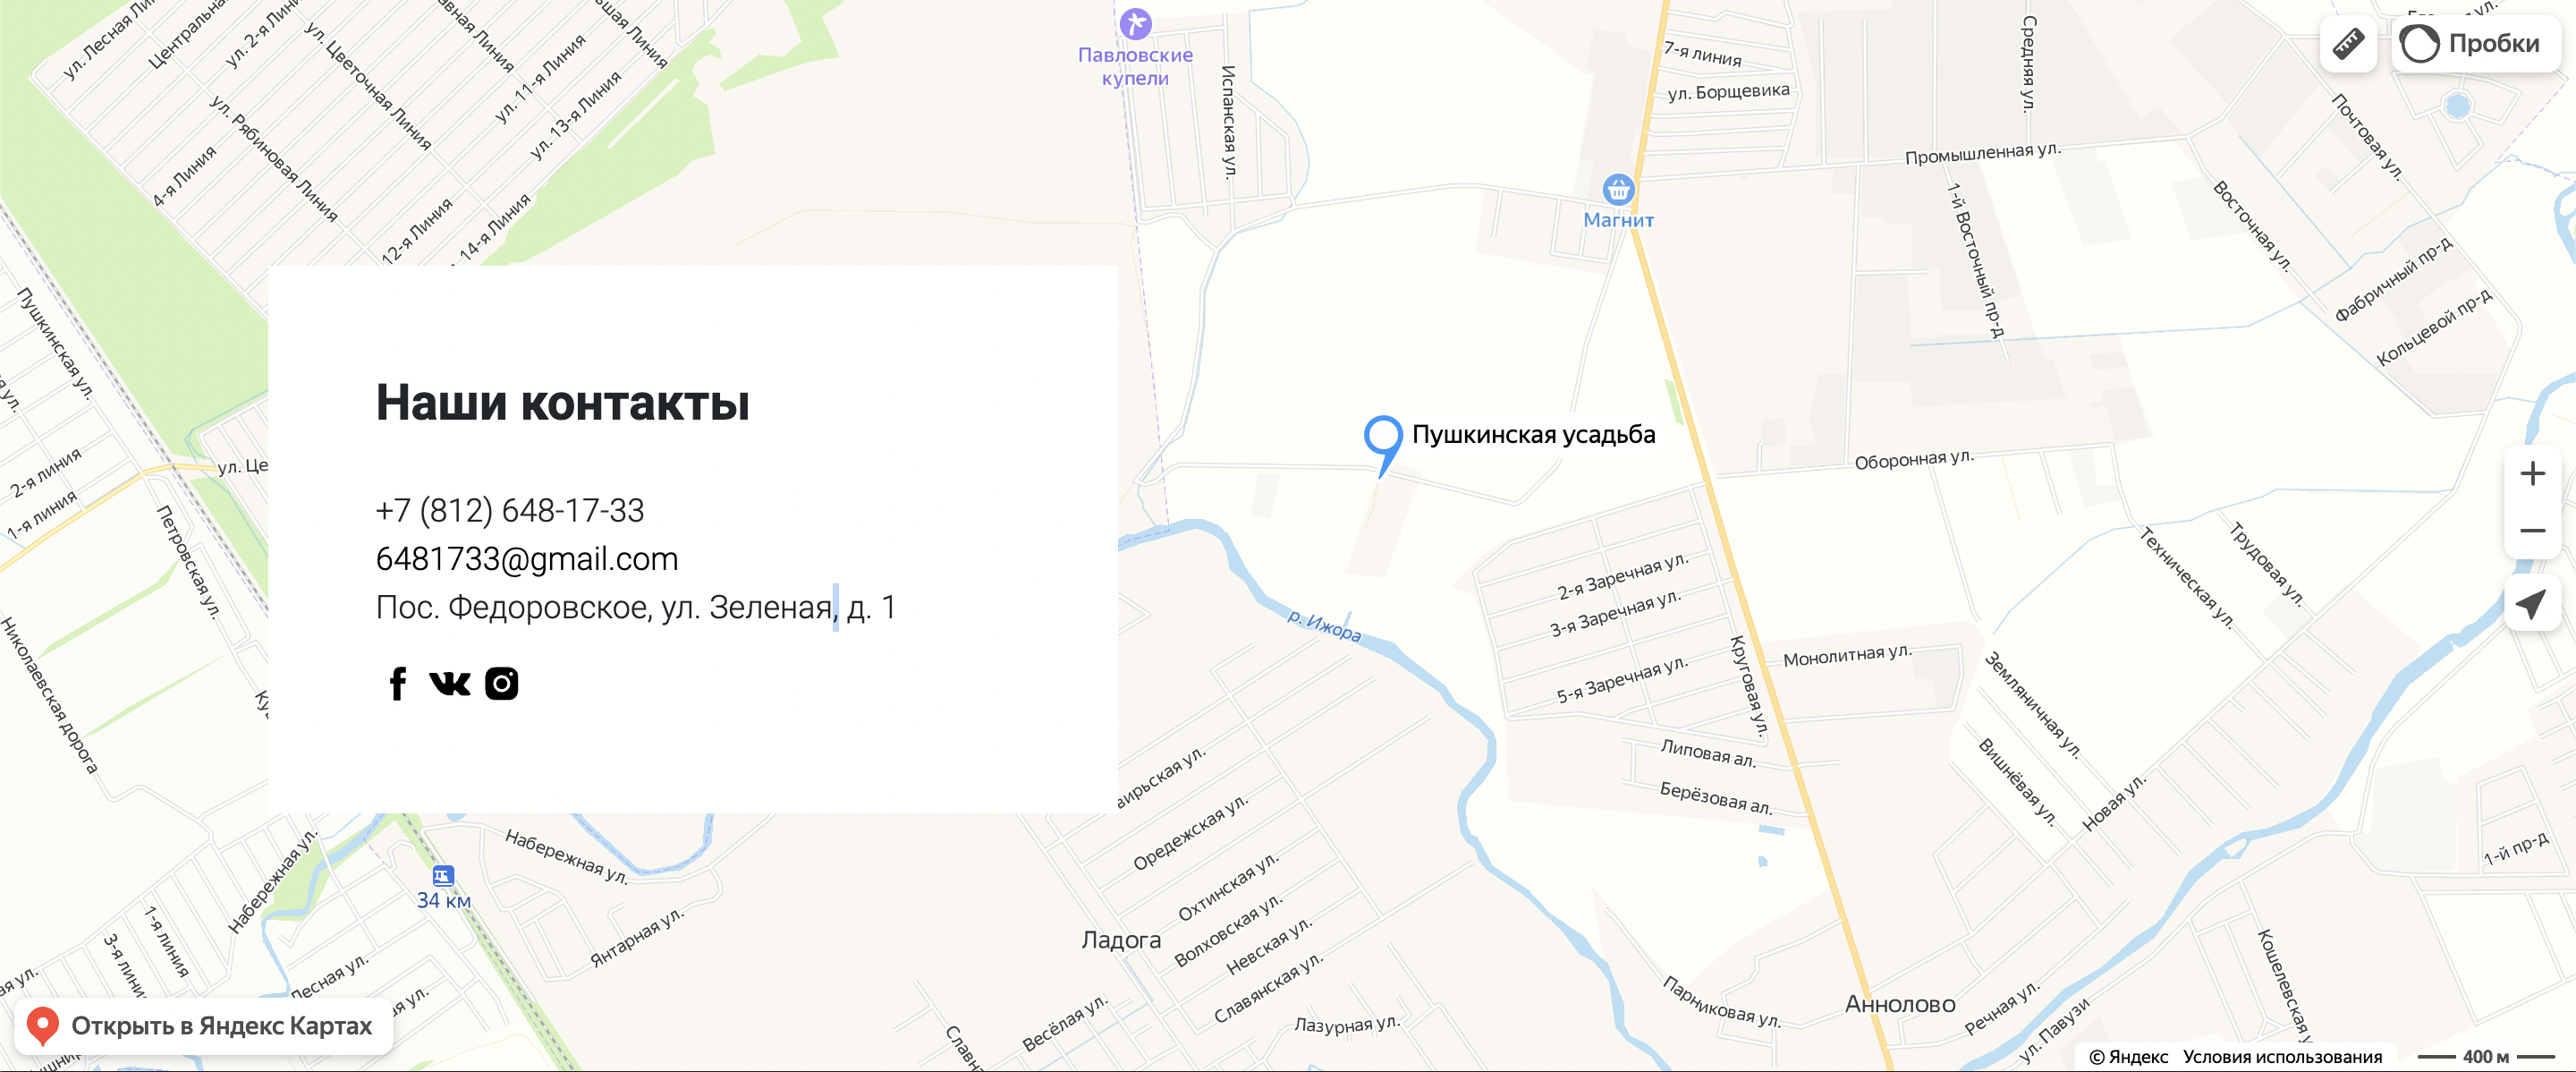 ул. Лесная Ли
Центральна
ул. 2-я Лини
ул. Цветочная Линия
авная Линия
ул. 11-я Линия
ул. 13-я Линия
шая Линия
ул. Рябиновая Линия
4-я Линия
12-я Линия
14-я Линия
Павловские
купели
Испанская ул.
7-я линия
ул. Борщевика
Средняя ул.
Пробки
Почтовая ул.
Промышленная ул.
1-й Восточный пр-д
Восточная ул.
Фабричный пр-д
Кольцевой пр-д
Магнит
Пушкинская ул.
2-я линия
1-я линия
ул. Це
Петровская ул.
Николаевская дорога
Наши контакты
+7 (812) 648-17-33
6481733@gmail.com
Пос. Федоровское, ул. Зеленая, д. 1
Пушкинская усадьба
Оборонная ул.
2-я Заречная ул.
3-я Заречная ул.
5-я Заречная ул.
Круговая ул.
Монолитная ул.
Техническая ул.
Трудовая ул.
Земляничная ул.
Вишнёвая ул.
Новая ул.
р. Ижора
Липовая ал.
Берёзовая ал.
ирьская ул.
Оредежская ул.
Охтинская ул.
Волховская ул.
Невская ул.
Славянская ул.
Ладога
Набережная ул.
Набережная ул.
34 км
Янтарная ул.
1-я линия
3-я линия
Лесная ул.
Весёлая ул.
Славн
Лазурная ул.
Парниковая ул.
Аннолово
Речная ул.
ул. Павузи
Кошелевская у
1-й пр-д
Открыть в Яндекс Картах
© Яндекс Условия использования
400 м